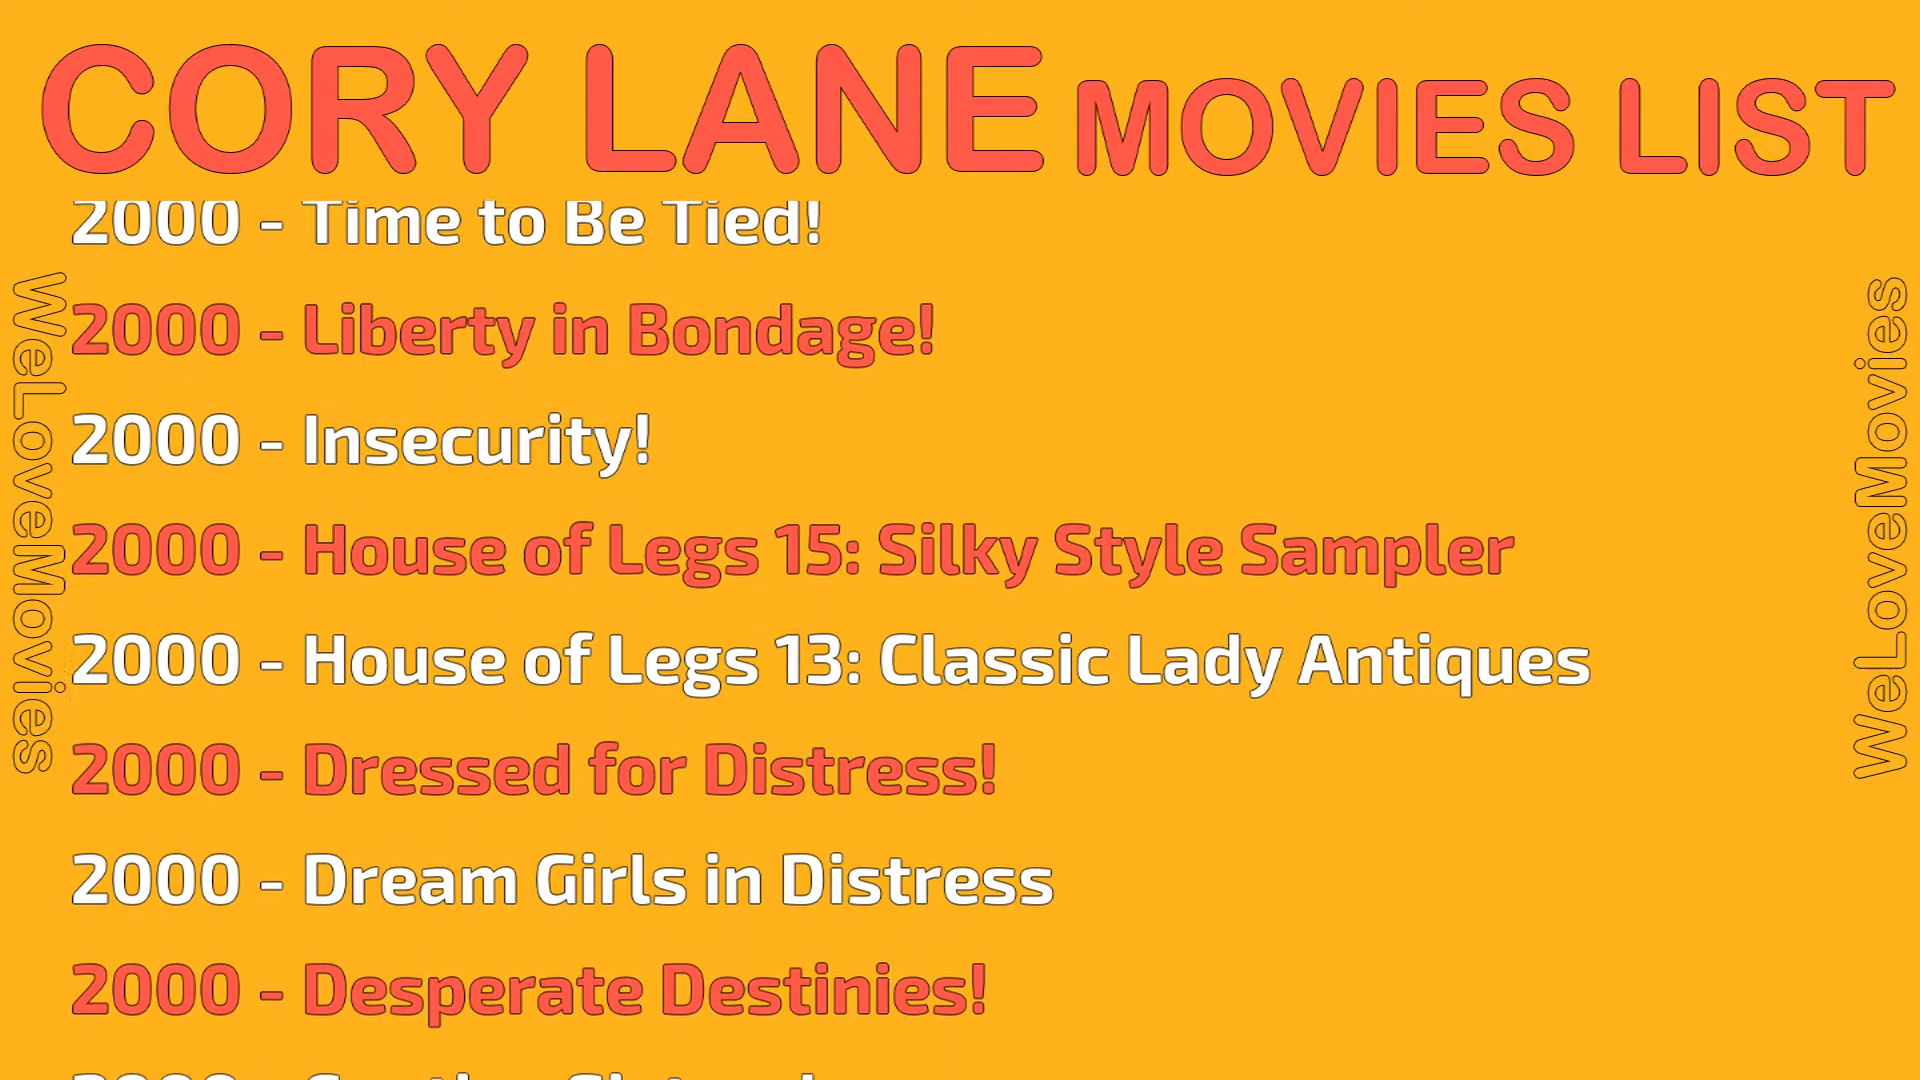 CORY LANE MOVIES LIST
2000 - Time to Be Tied!
2000 - Liberty in Bondage!
2000 - Insecurity!
2000 - House of Legs 15: Silky Style Sampler
2000 - House of Legs 13: Classic Lady Antiques
2000 - Dressed for Distress!
2000 - Dream Girls in Distress
2000 - Desperate Destinies!
WeLoveMovies
WeLoveMovies